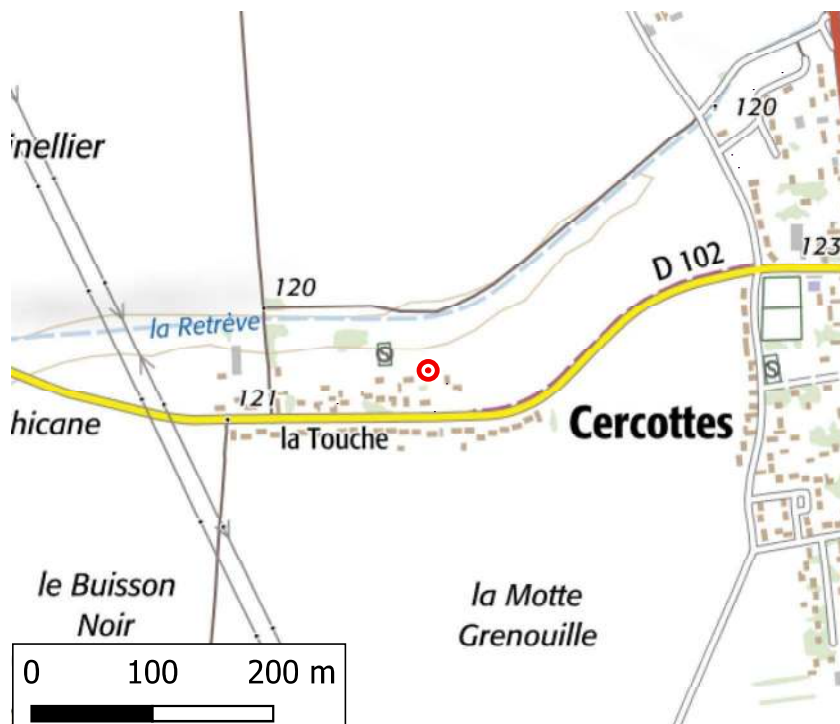 120
inellier
D 102
123
120
la Retrève
S
121
S
hicane
la Touche
Cercottes
le Buisson
Noir
la Motte
Grenouille
0 100 200 m